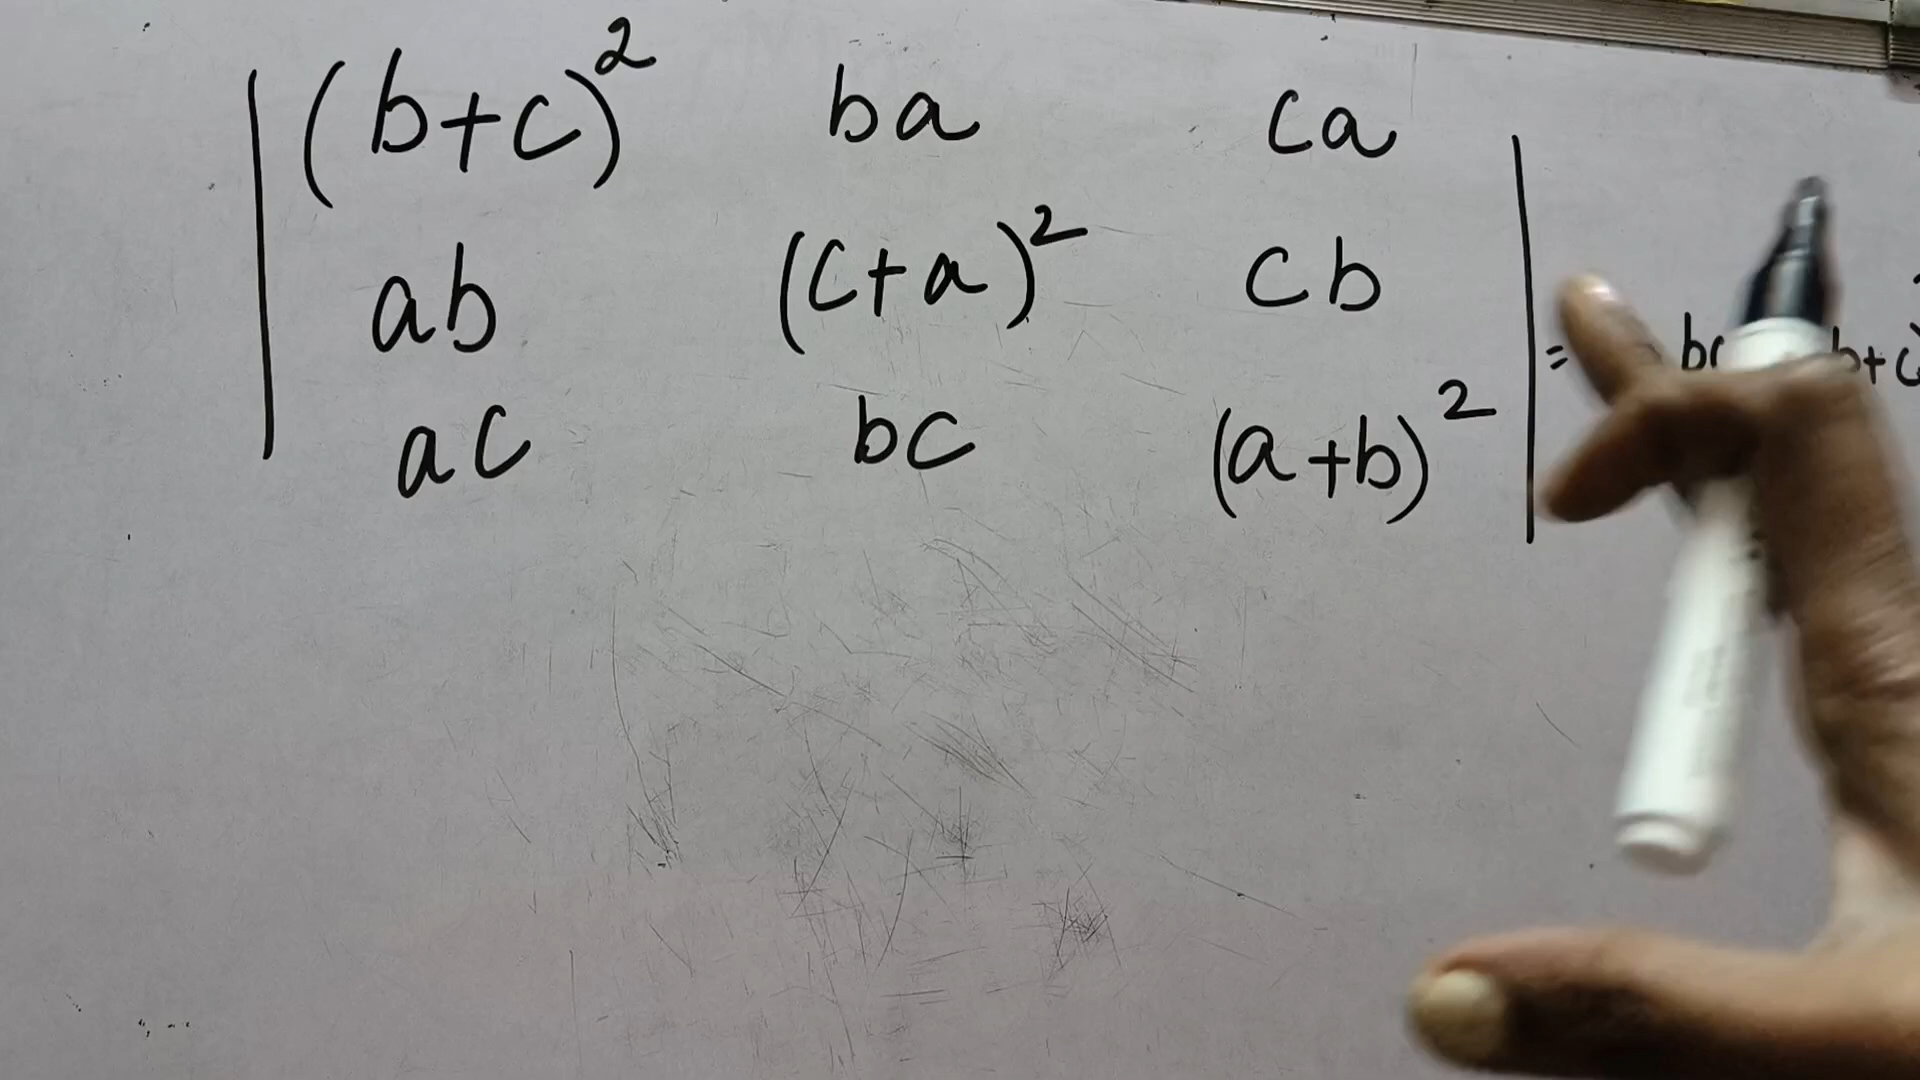 (b+c)² ba ca
ab (c+a)² cb
= b+c
ac bc (a+b)²